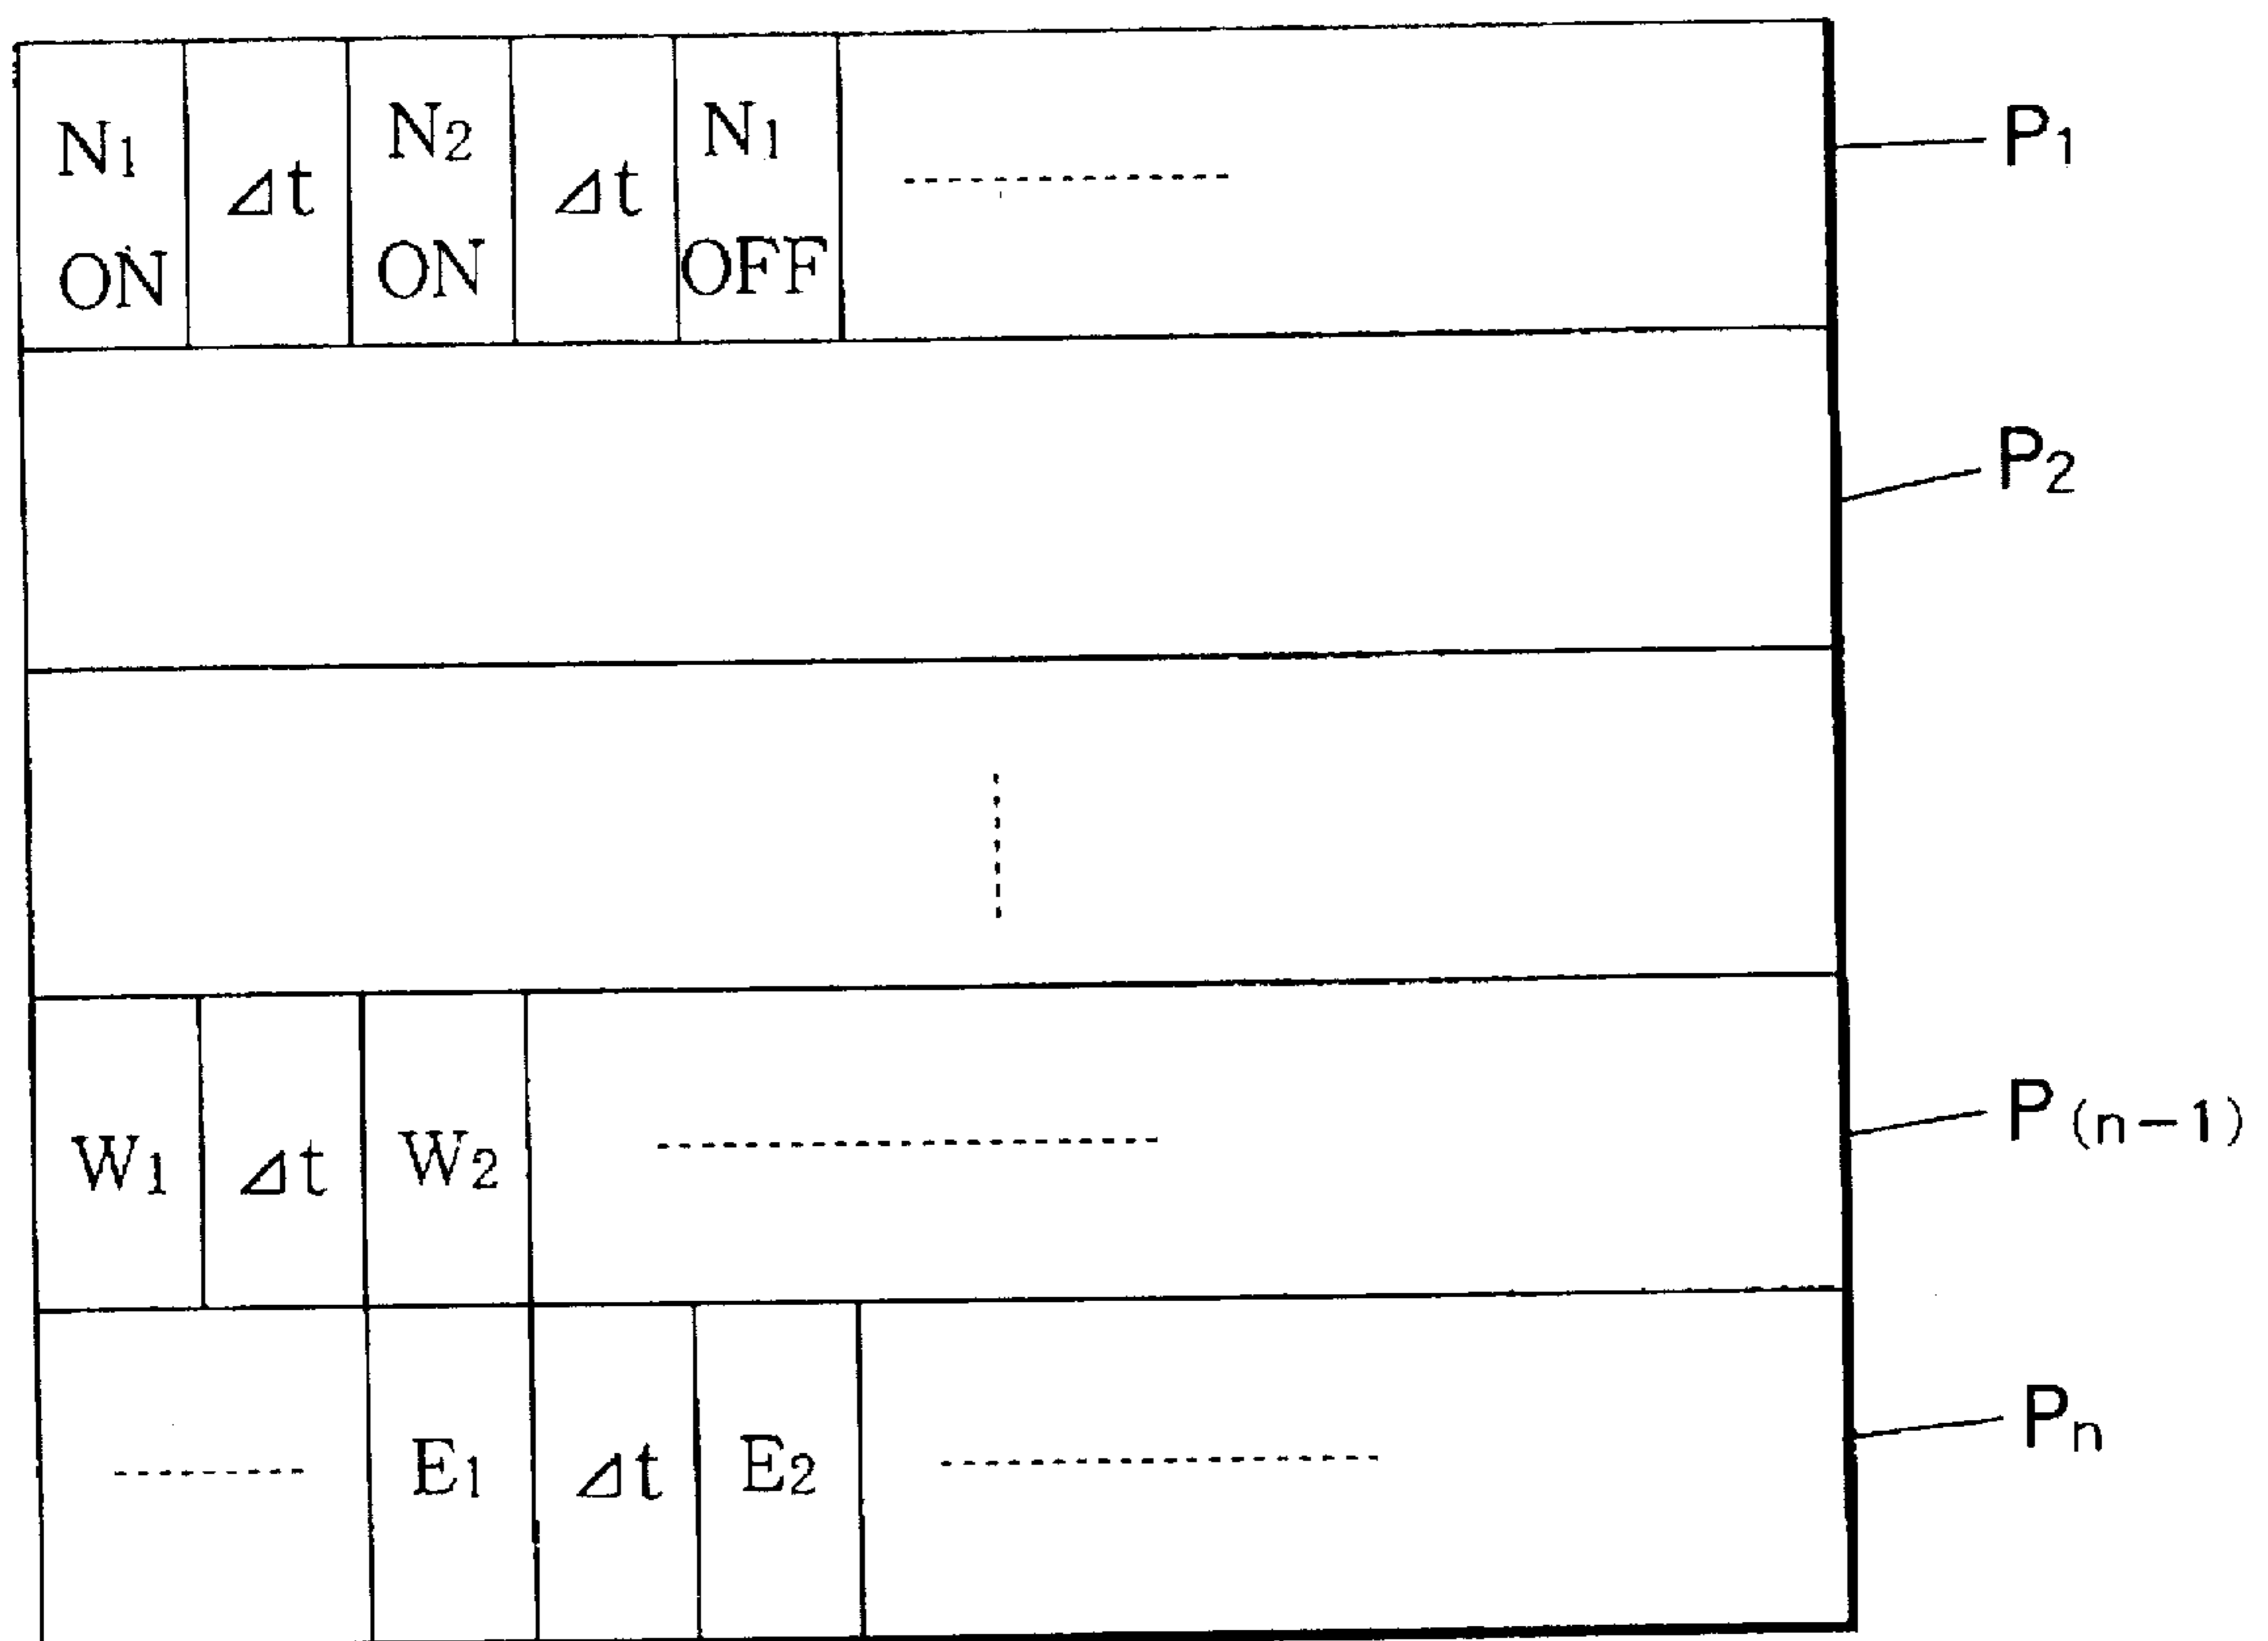 N1 ON Δt N2 ON Δt N1 OFF P1
P2
W1 Δt W2 P(n-1)
E1 Δt E2 Pn